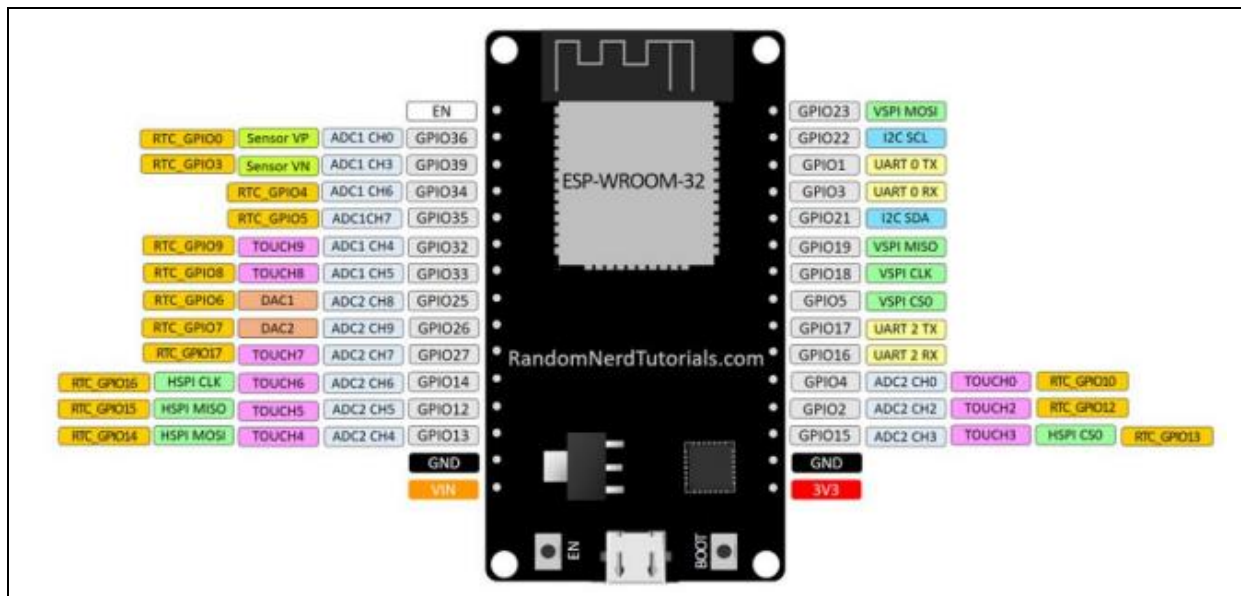 EN GPIO23 VSPI MOSI
RTC_GPIO0 Sensor VP ADC1 CH0 GPIO36 GPIO22 I2C SCL
RTC_GPIO3 Sensor VN ADC1 CH3 GPIO39 GPIO1 UART 0 TX
RTC_GPIO4 ADC1 CH6 GPIO34 ESP-WROOM-32 GPIO3 UART 0 RX
RTC_GPIO5 ADC1CH7 GPIO35 GPIO21 I2C SDA
RTC_GPIO9 TOUCH9 ADC1 CH4 GPIO32 GPIO19 VSPI MISO
RTC_GPIO8 TOUCH8 ADC1 CH5 GPIO33 GPIO18 VSPI CLK
RTC_GPIO6 DAC1 ADC2 CH8 GPIO25 GPIO5 VSPI CS0
RTC_GPIO7 DAC2 ADC2 CH9 GPIO26 GPIO17 UART 2 TX
RTC_GPIO17 TOUCH7 ADC2 CH7 GPIO27 RandomNerdTutorials.com GPIO16 UART 2 RX
RTC_GPIO16 HSPI CLK TOUCH6 ADC2 CH6 GPIO14 GPIO4 ADC2 CH0 TOUCH0 RTC_GPIO10
RTC_GPIO15 HSPI MISO TOUCH5 ADC2 CH5 GPIO12 GPIO2 ADC2 CH2 TOUCH2 RTC_GPIO12
RTC_GPIO14 HSPI MOSI TOUCH4 ADC2 CH4 GPIO13 GPIO15 ADC2 CH3 TOUCH3 HSPI CS0 RTC_GPIO13
GND GND
VIN 3V3
EN BOOT